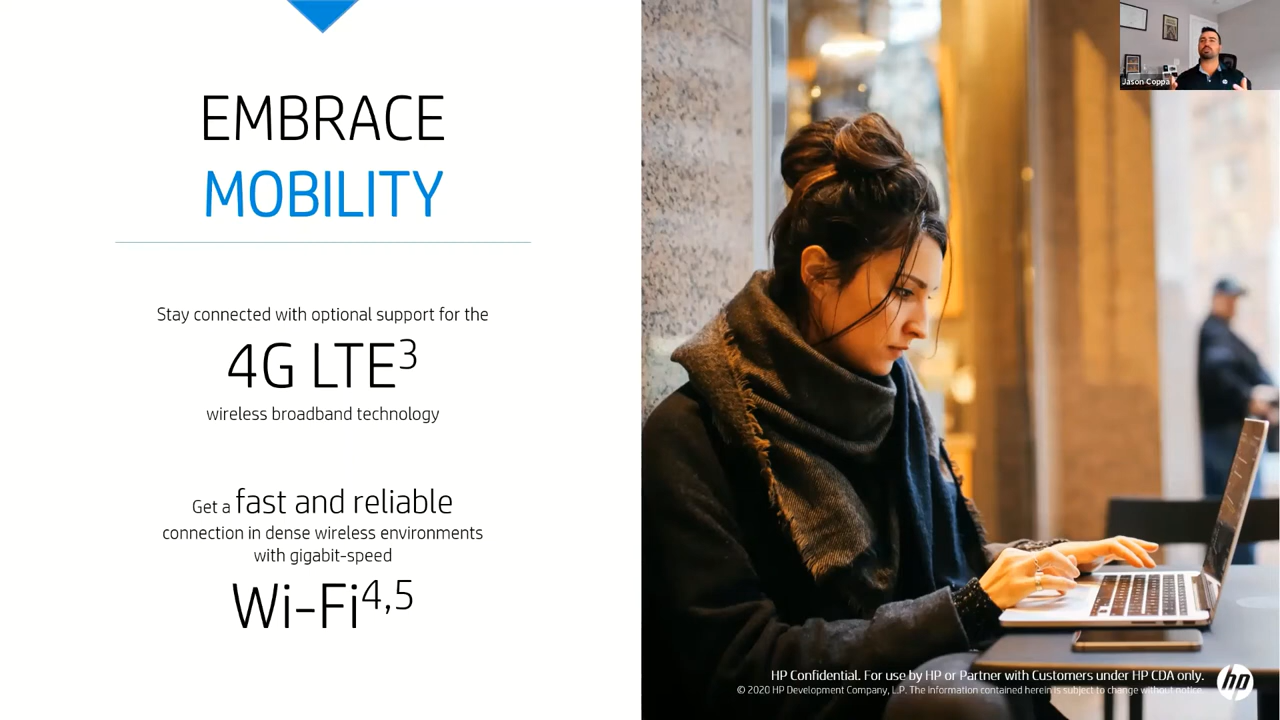 EMBRACE
MOBILITY
Stay connected with optional support for the
4G LTE3
wireless broadband technology
Get a fast and reliable
connection in dense wireless environments
with gigabit-speed
Wi-Fi4,5
Jason Coppa
HP Confidential. For use by HP or Partner with Customers under HP CDA only.
© 2020 HP Development Company, L.P. The information contained herein is subject to change without notice.
hp